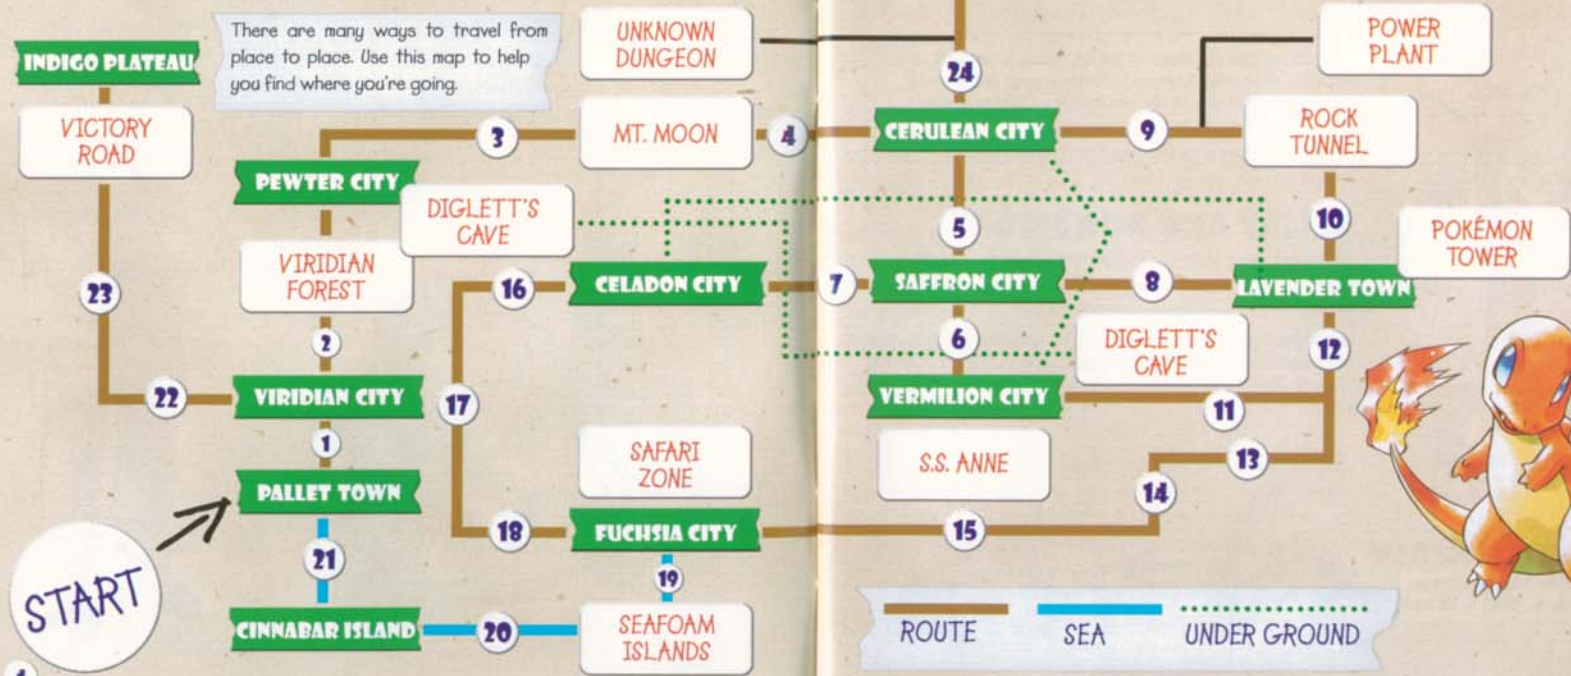 There are many ways to travel from
place to place. Use this map to help
you find where you're going.
INDIGO PLATEAU
VICTORY
ROAD
23
22
PEWTER CITY
VIRIDIAN
FOREST
2
VIRIDIAN CITY
1
PALLET TOWN
START
21
CINNABAR ISLAND
20
3
MT. MOON
4
UNKNOWN
DUNGEON
DIGLETT'S
CAVE
16
CELADON CITY
7
17
18
SAFARI
ZONE
FUCHSIA CITY
19
SEAFOAM
ISLANDS
24
CERULEAN CITY
9
POWER
PLANT
ROCK
TUNNEL
5
10
POKÉMON
TOWER
SAFFRON CITY
8
LAVENDER TOWN
6
DIGLETT'S
CAVE
12
VERMILION CITY
11
S.S. ANNE
13
14
15
ROUTE
SEA
UNDER GROUND